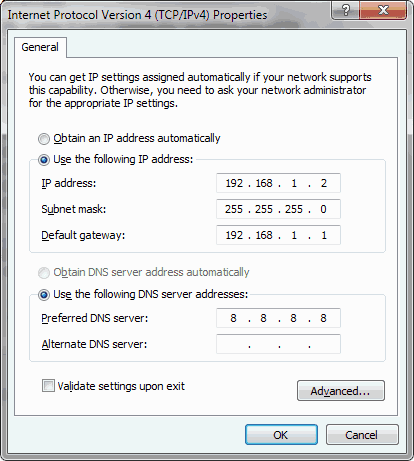 Internet Protocol Version 4 (TCP/IPv4) Properties ?
General
You can get IP settings assigned automatically if your network supports
this capability. Otherwise, you need to ask your network administrator
for the appropriate IP settings.
Obtain an IP address automatically
Use the following IP address:
IP address: 192 . 168 . 1 . 2
Subnet mask: 255 . 255 . 255 . 0
Default gateway: 192 . 168 . 1 . 1
Obtain DNS server address automatically
Use the following DNS server addresses:
Preferred DNS server: 8 . 8 . 8 . 8
Alternate DNS server: . . .
Validate settings upon exit
Advanced...
OK Cancel